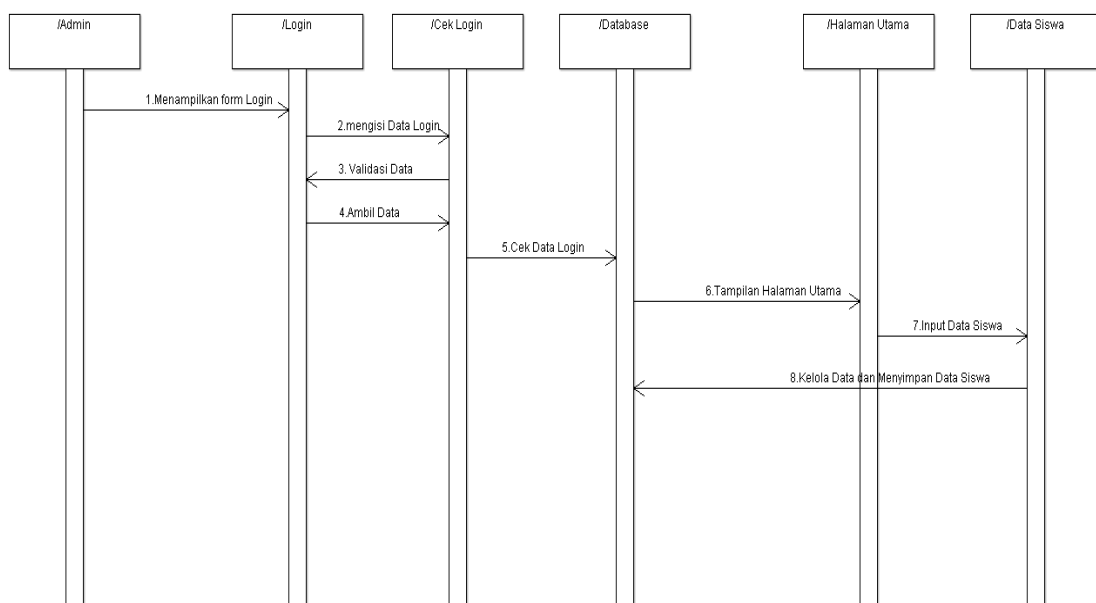 /Admin
/Login
/Cek Login
/Database
/Halaman Utama
/Data Siswa
1.Menampilkan form Login
2.mengisi Data Login
3. Validasi Data
4.Ambil Data
5.Cek Data Login
6.Tampilan Halaman Utama
7.Input Data Siswa
8.Kelola Data dan Menyimpan Data Siswa